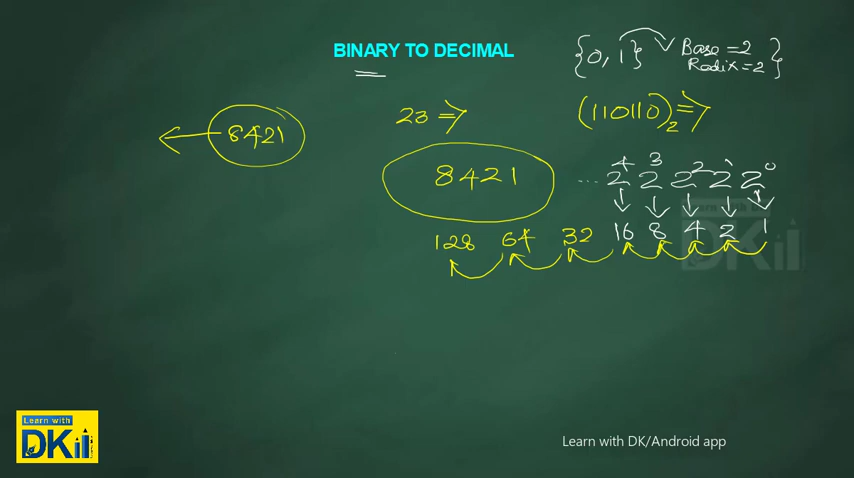 BINARY TO DECIMAL
{0, 1} Base = 2
Radix = 2 }
23 ⇒ (110110)₂ ⇒
8421
8421 ... 2⁴ 2³ 2² 2¹ 2⁰
128 64 32 16 8 4 2 1
Learn with
DK
Learn with DK/Android app